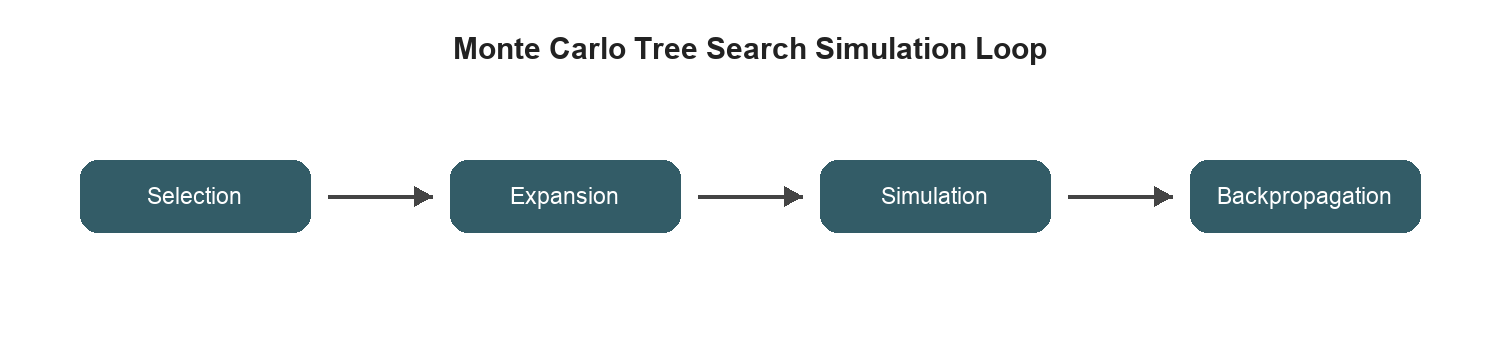 Monte Carlo Tree Search Simulation Loop
Selection
Expansion
Simulation
Backpropagation